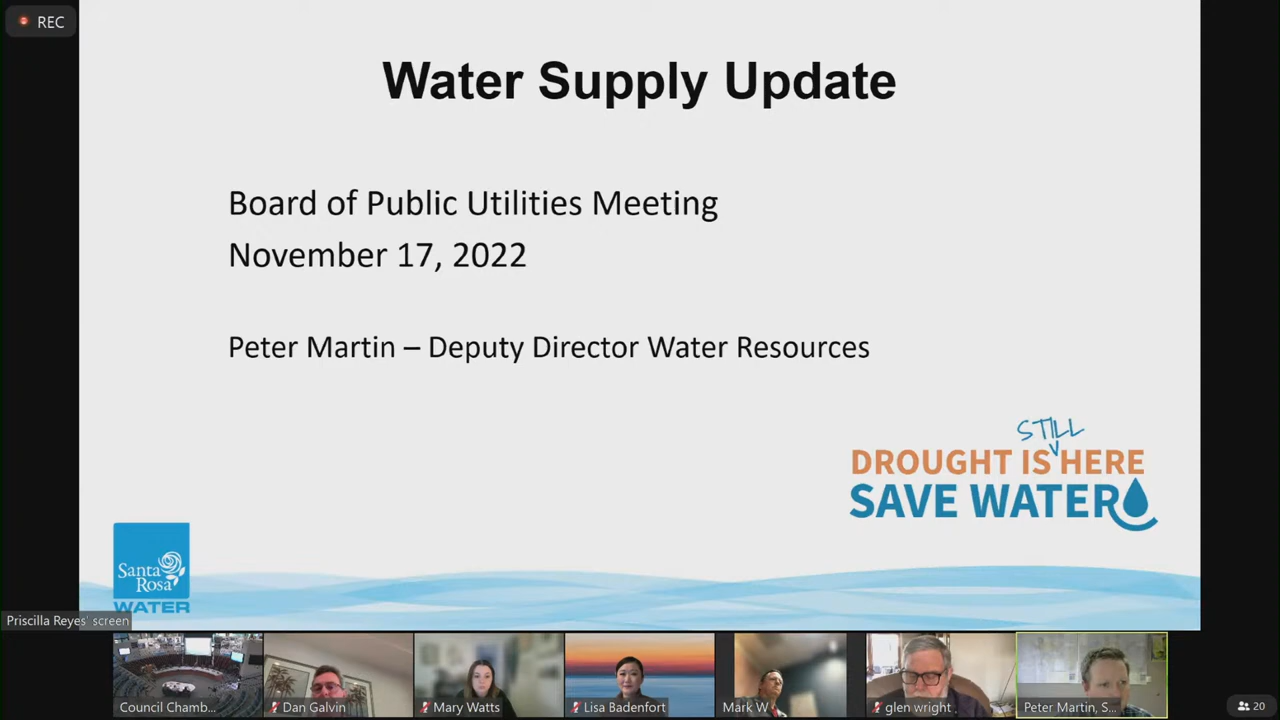 REC
Water Supply Update
Board of Public Utilities Meeting
November 17, 2022
Peter Martin – Deputy Director Water Resources
STILL
DROUGHT IS HERE
SAVE WATER
Santa
Rosa
WATER
Priscilla Reyes' screen
Council Chamb...
Dan Galvin
Mary Watts
Lisa Badenfort
Mark W
glen wright
Peter Martin, S...
20